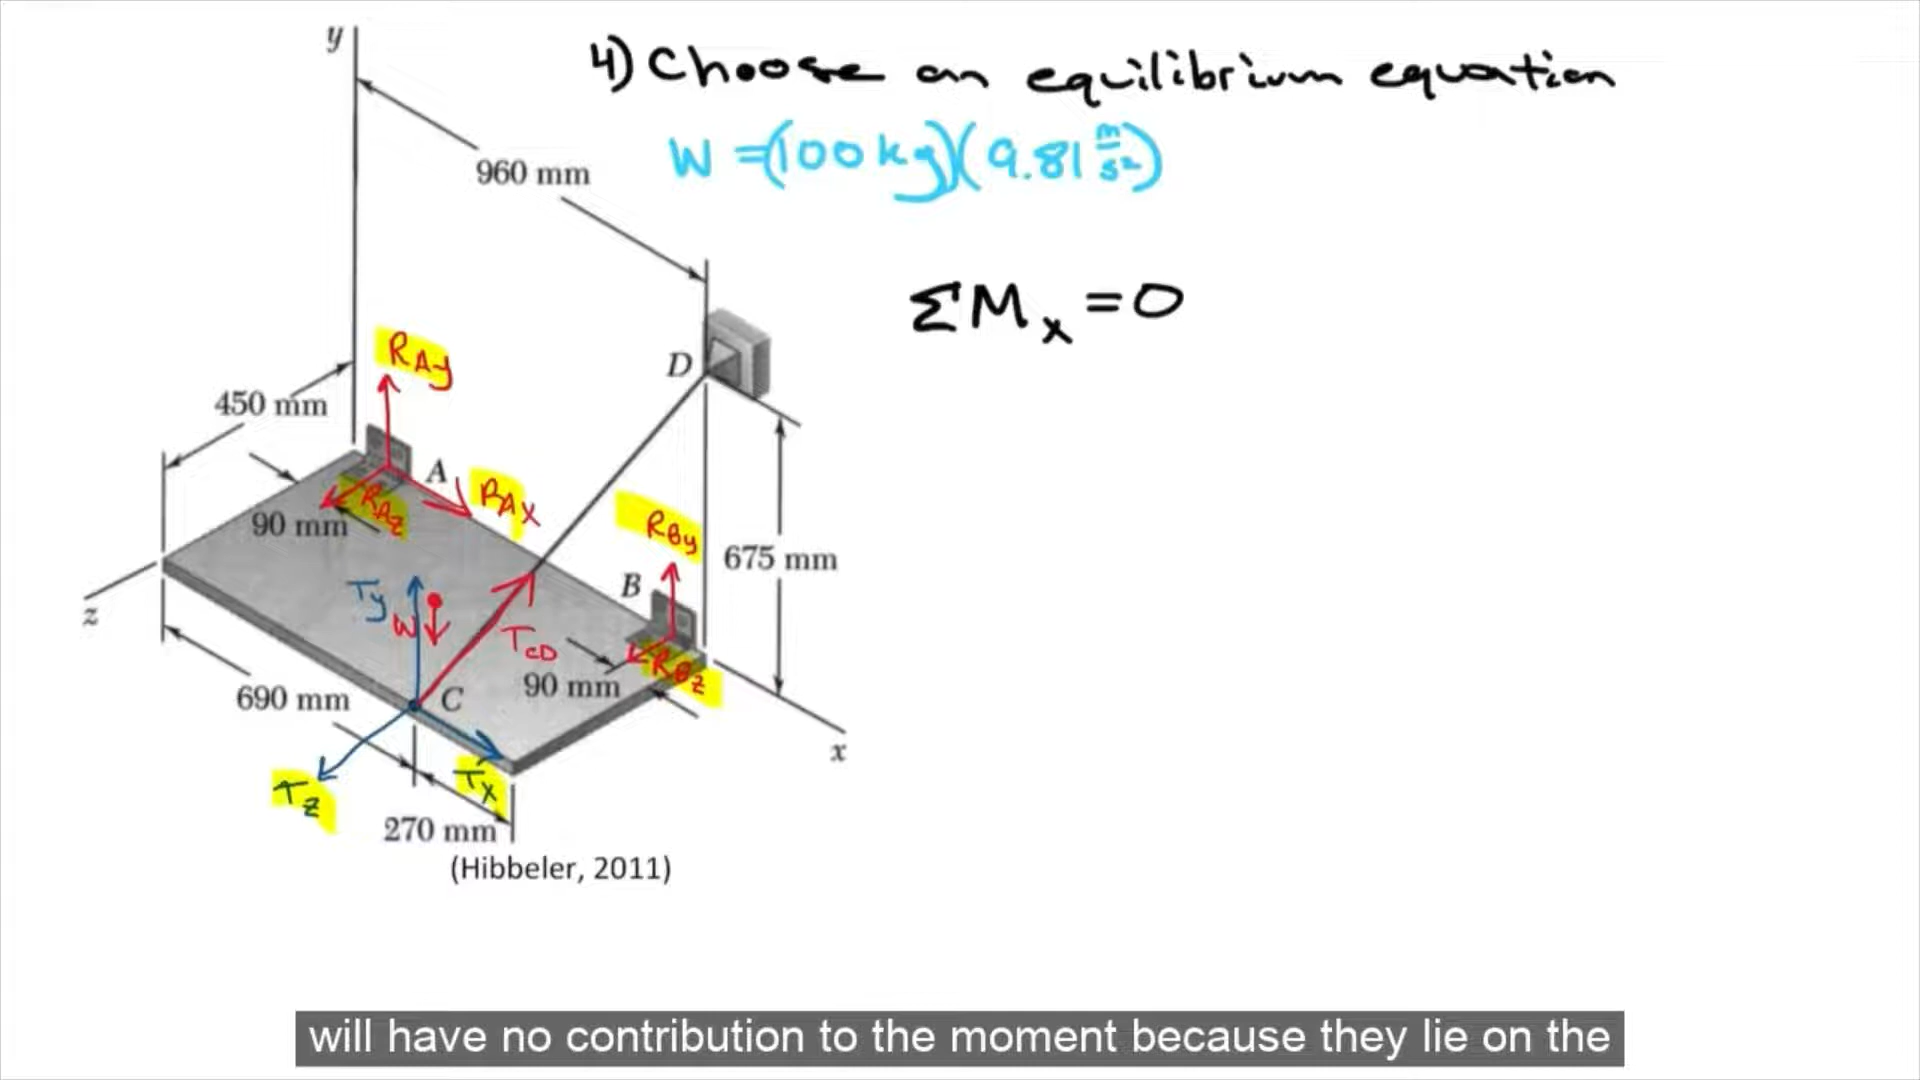 y
4) Choose an equilibrium equation
W = (100 kg)(9.81 m/s²)
960 mm
ΣMx = 0
RAy
D
450 mm
A
RAx
RAz
90 mm
RBy
675 mm
B
Ty
W
TCD
z
RBz
90 mm
690 mm
C
x
Tz
Tx
270 mm
(Hibbeler, 2011)
will have no contribution to the moment because they lie on the